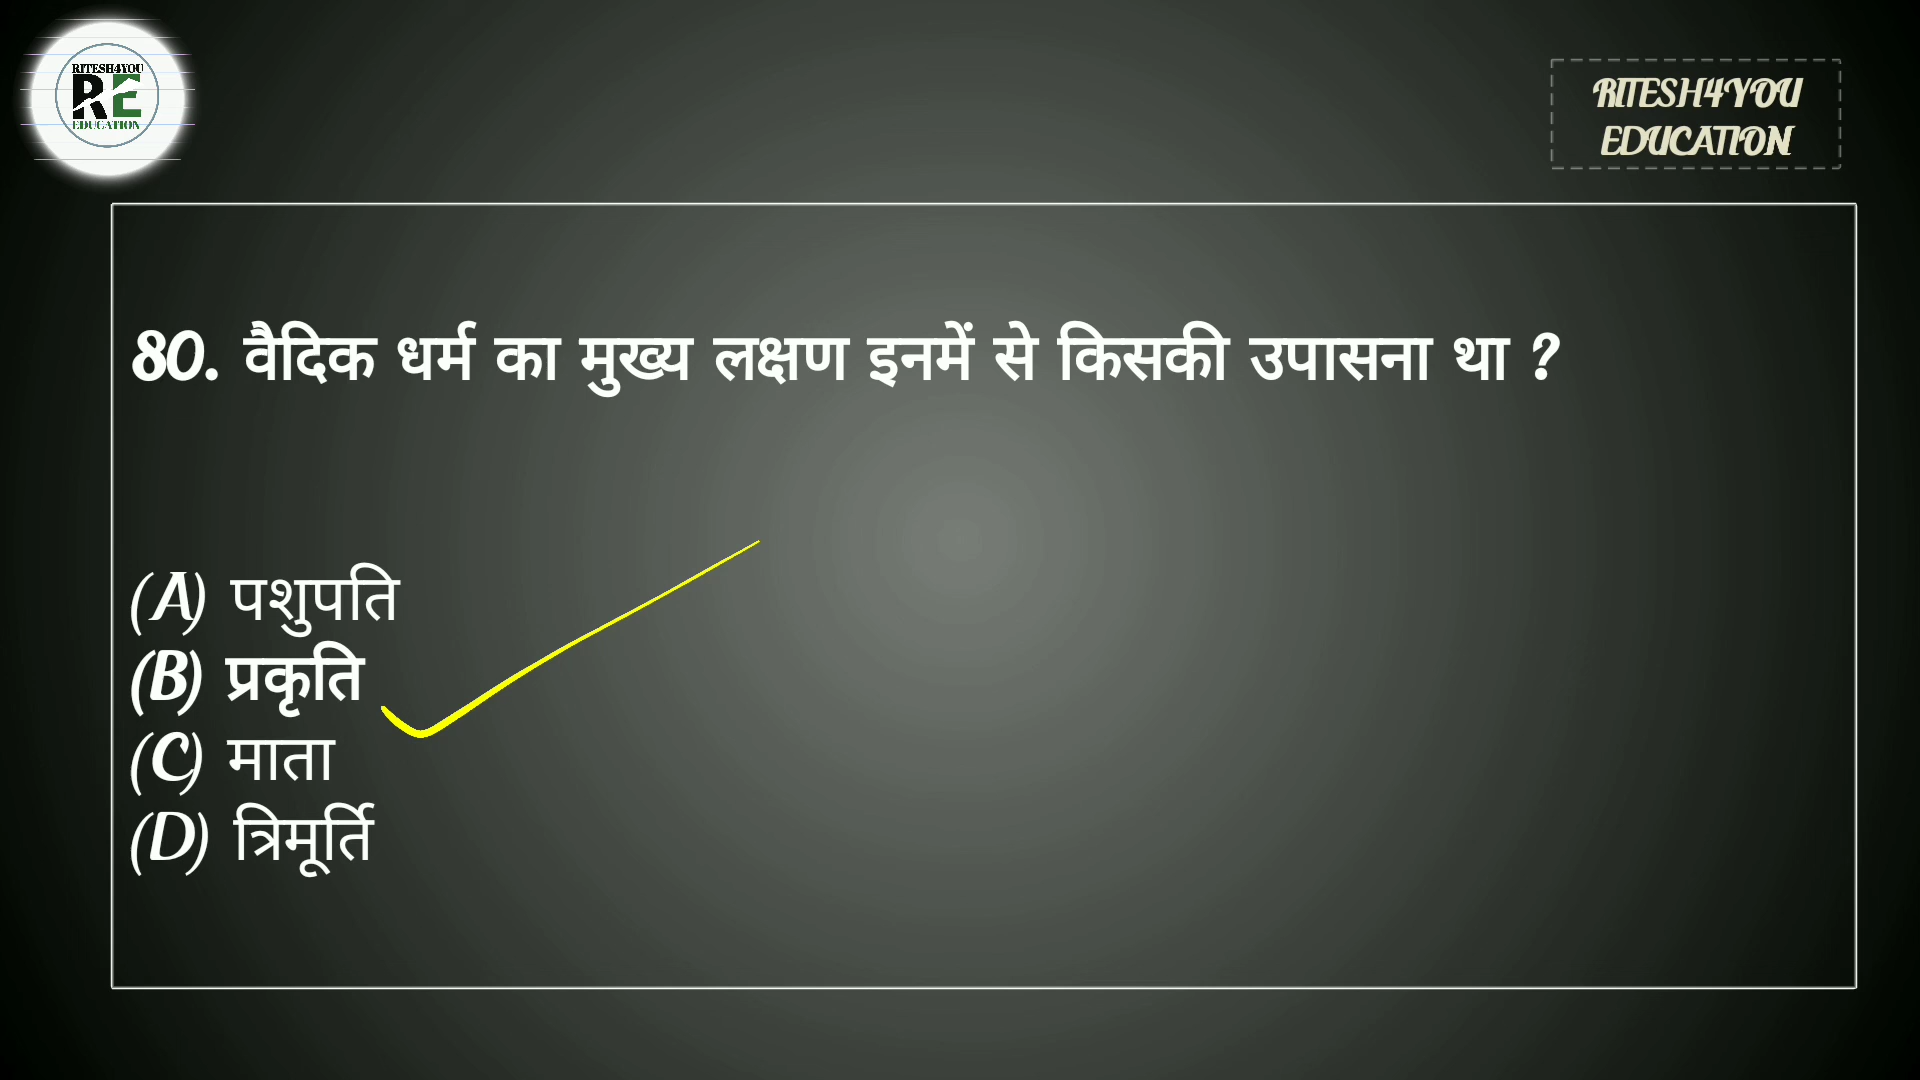 RITESH4YOU
RE
EDUCATION
RITESH4YOU
EDUCATION
80. वैदिक धर्म का मुख्य लक्षण इनमें से किसकी उपासना था ?
(A) पशुपति
(B) प्रकृति
(C) माता
(D) त्रिमूर्ति